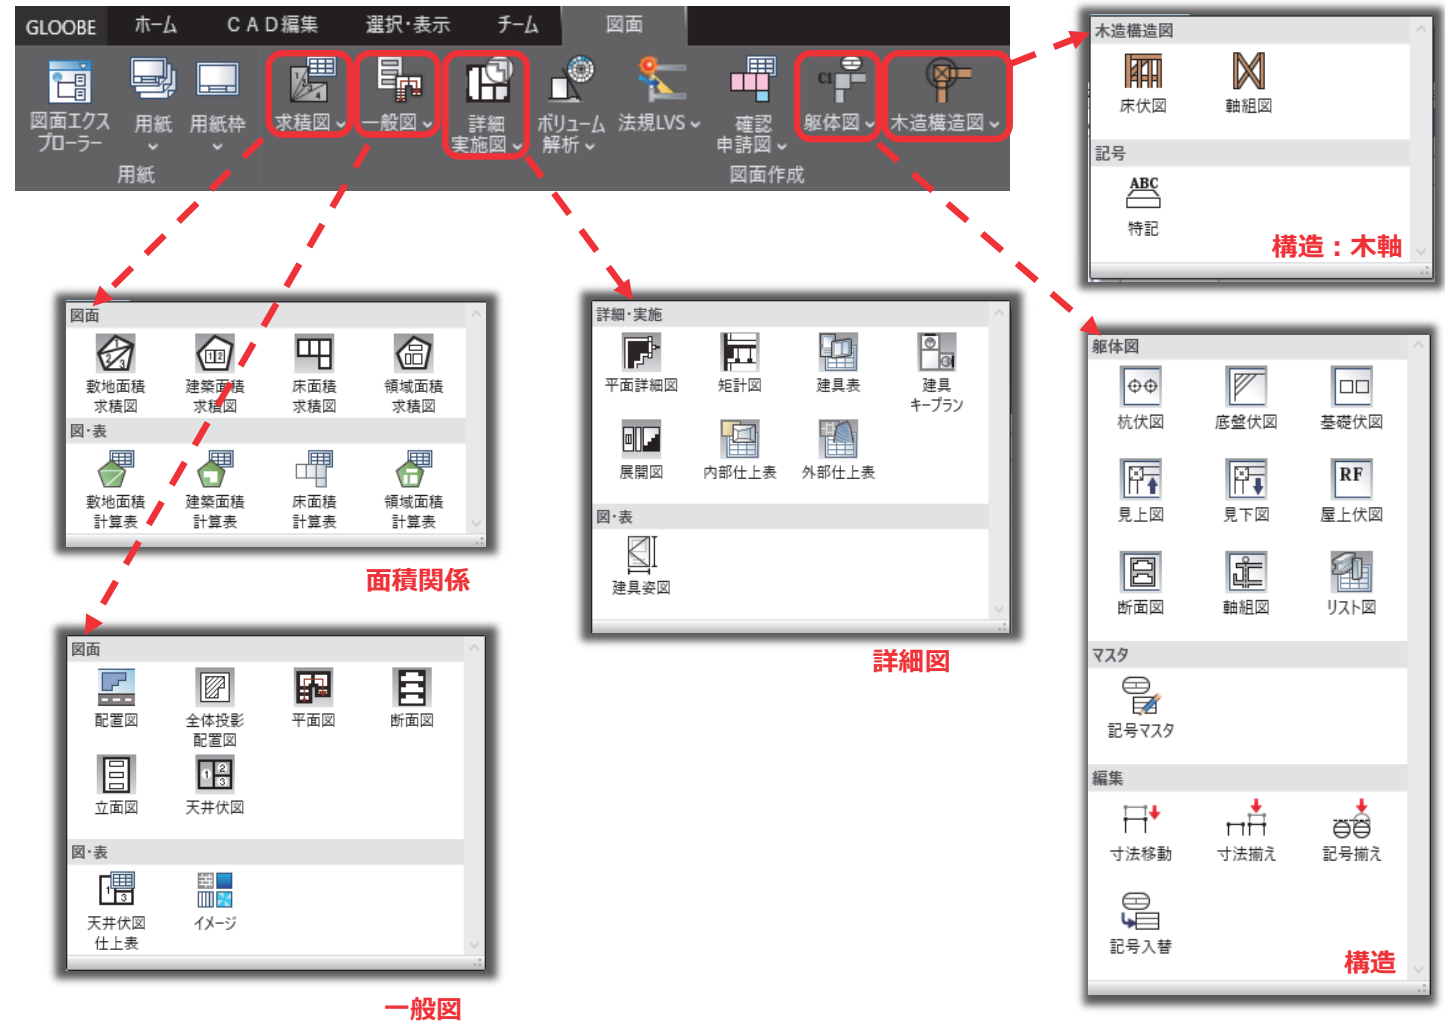 GLOOBE ホーム CAD編集 選択･表示 チーム 図面
図面エクス
プローラー
用紙
用紙枠
求積図
一般図
詳細
実施図
ボリューム
解析
法規LVS
確認
申請図
躯体図
木造構造図
用紙
図面作成
C1
木造構造図
床伏図 軸組図
記号
ABC
特記
構造：木軸
図面
敷地面積
求積図
建築面積
求積図
床面積
求積図
領域面積
求積図
図･表
敷地面積
計算表
建築面積
計算表
床面積
計算表
領域面積
計算表
面積関係
詳細･実施
平面詳細図 矩計図 建具表 建具
キープラン
展開図 内部仕上表 外部仕上表
図･表
建具姿図
詳細図
躯体図
杭伏図 底盤伏図 基礎伏図
RF
見上図 見下図 屋上伏図
断面図 軸組図 リスト図
マスタ
記号マスタ
編集
寸法移動 寸法揃え 記号揃え
記号入替
構造
図面
配置図 全体投影
配置図
平面図 断面図
1 2 3
立面図 天井伏図
図･表
1 3
天井伏図
仕上表
イメージ
一般図